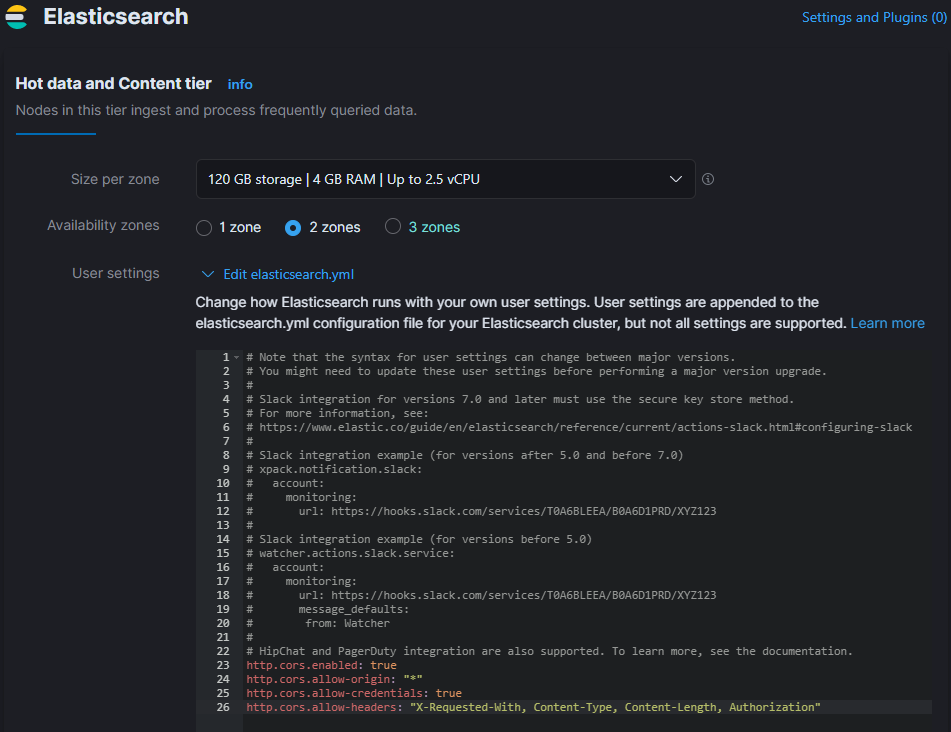 Elasticsearch
Settings and Plugins (0)
Hot data and Content tier info
Nodes in this tier ingest and process frequently queried data.
Size per zone 120 GB storage | 4 GB RAM | Up to 2.5 vCPU
Availability zones 1 zone 2 zones 3 zones
User settings Edit elasticsearch.yml
Change how Elasticsearch runs with your own user settings. User settings are appended to the
elasticsearch.yml configuration file for your Elasticsearch cluster, but not all settings are supported. Learn more
1 # Note that the syntax for user settings can change between major versions.
2 # You might need to update these user settings before performing a major version upgrade.
3 #
4 # Slack integration for versions 7.0 and later must use the secure key store method.
5 # For more information, see:
6 # https://www.elastic.co/guide/en/elasticsearch/reference/current/actions-slack.html#configuring-slack
7 #
8 # Slack integration example (for versions after 5.0 and before 7.0)
9 # xpack.notification.slack:
10 #   account:
11 #     monitoring:
12 #       url: https://hooks.slack.com/services/T0A6BLEEA/B0A6D1PRD/XYZ123
13 #
14 # Slack integration example (for versions before 5.0)
15 # watcher.actions.slack.service:
16 #   account:
17 #     monitoring:
18 #       url: https://hooks.slack.com/services/T0A6BLEEA/B0A6D1PRD/XYZ123
19 #       message_defaults:
20 #        from: Watcher
21 #
22 # HipChat and PagerDuty integration are also supported. To learn more, see the documentation.
23 http.cors.enabled: true
24 http.cors.allow-origin: "*"
25 http.cors.allow-credentials: true
26 http.cors.allow-headers: "X-Requested-With, Content-Type, Content-Length, Authorization"